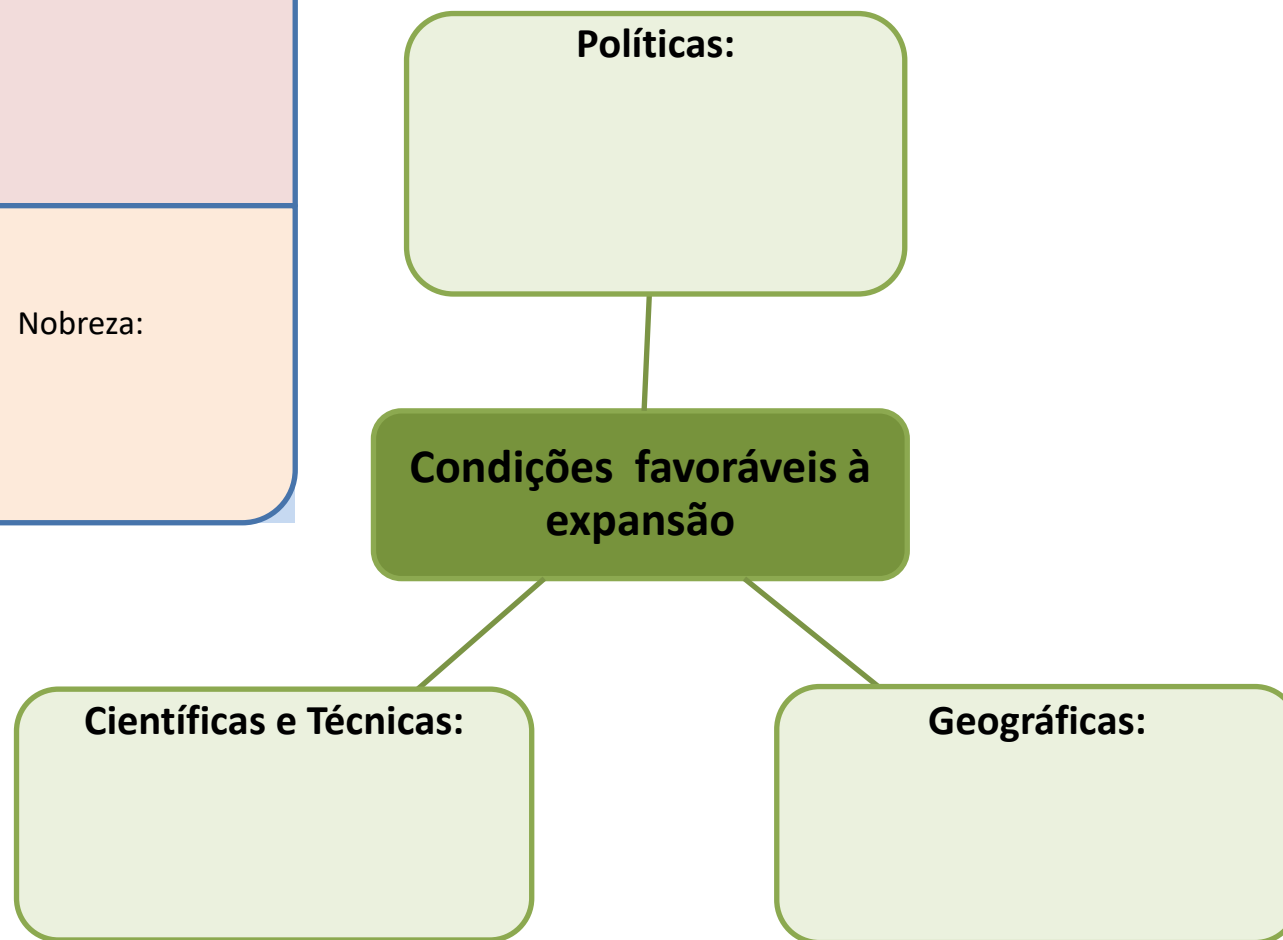 Políticas:
Nobreza:
Condições  favoráveis à
expansão
Científicas e Técnicas:
Geográficas: